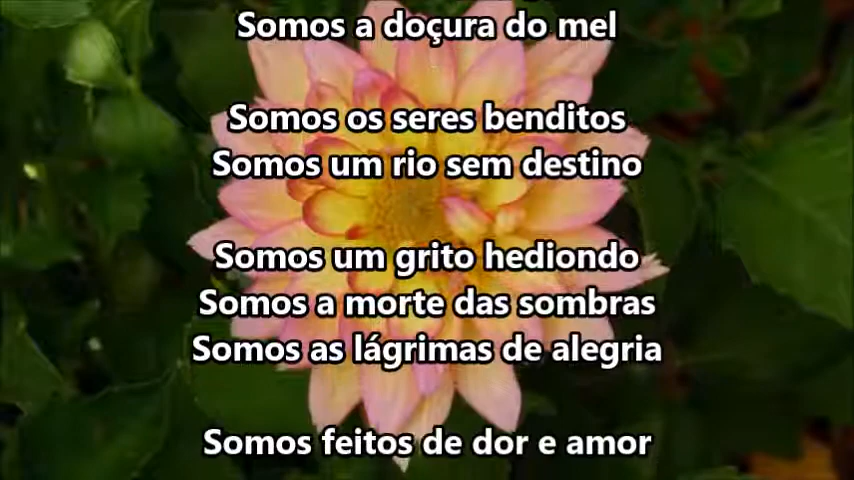 Somos a doçura do mel
Somos os seres benditos
Somos um rio sem destino
Somos um grito hediondo
Somos a morte das sombras
Somos as lágrimas de alegria
Somos feitos de dor e amor